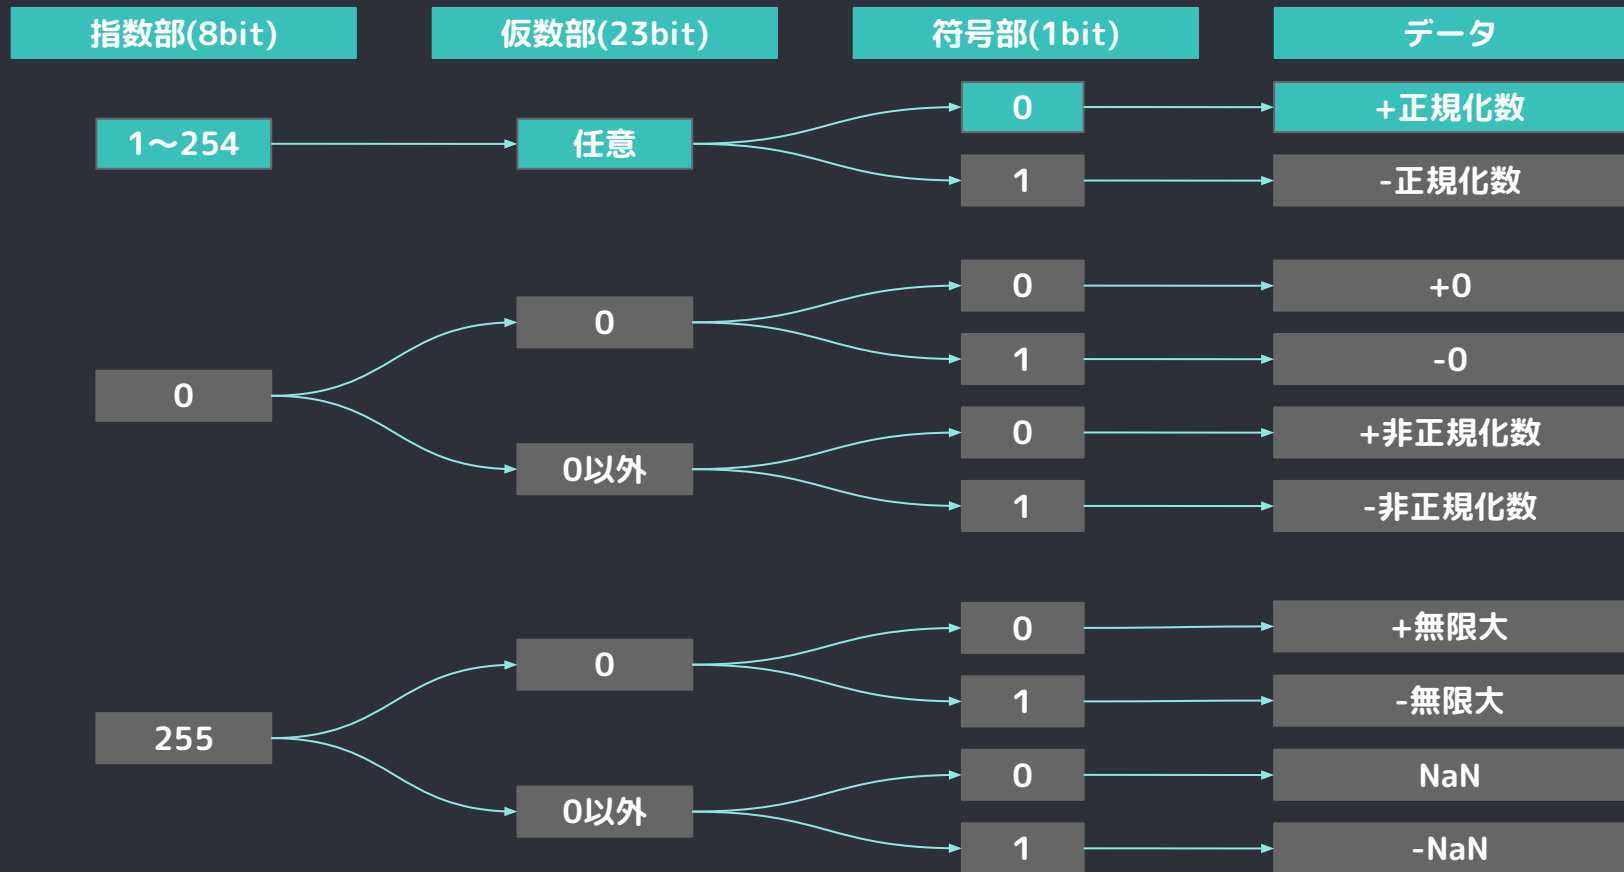 指数部(8bit)
仮数部(23bit)
符号部(1bit)
データ
1〜254
任意
0
+正規化数
1
-正規化数
0
0
0
+0
1
-0
0以外
0
+非正規化数
1
-非正規化数
255
0
0
+無限大
1
-無限大
0以外
0
NaN
1
-NaN